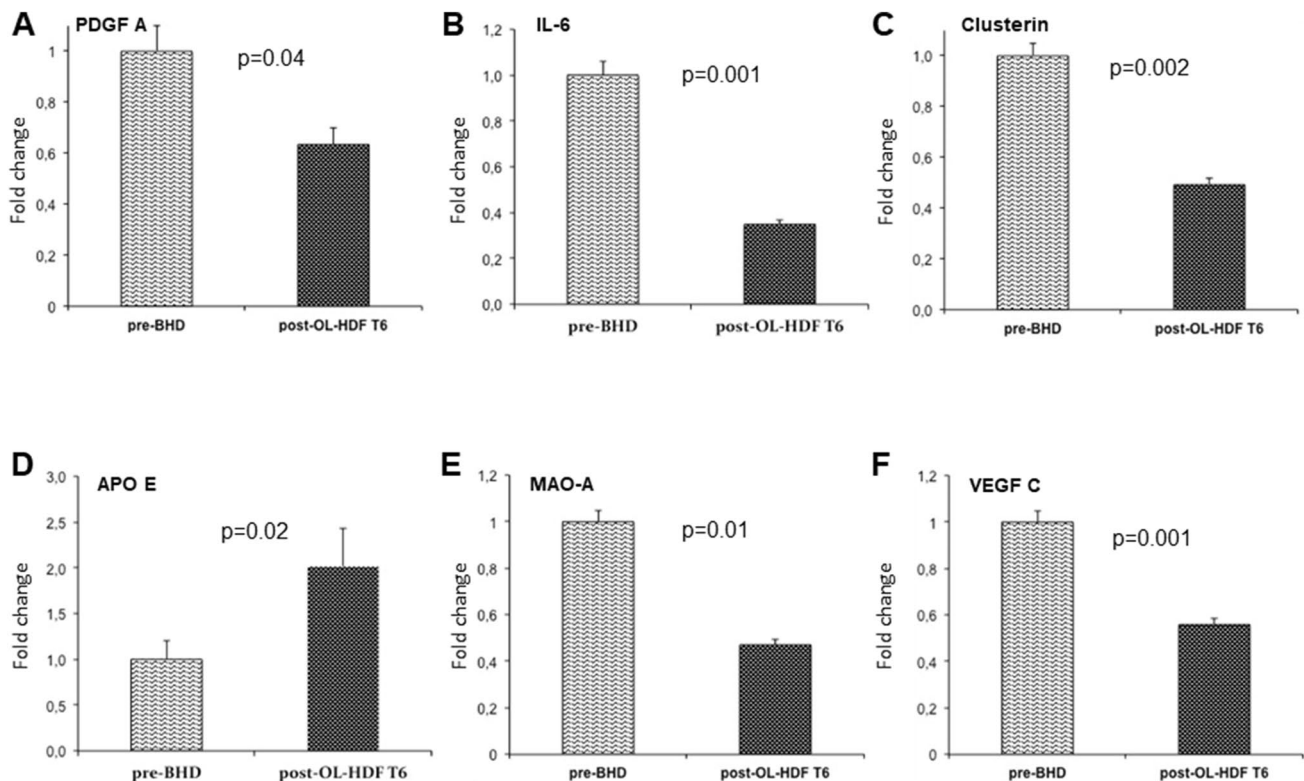 A
PDGF A
p=0.04
Fold change
1
0,8
0,6
0,4
0,2
0
pre-BHD post-OL-HDF T6
B
IL-6
p=0.001
Fold change
1,2
1,0
0,8
0,6
0,4
0,2
0,0
pre-BHD post-OL-HDF T6
C
Clusterin
p=0.002
Fold change
1,0
0,8
0,6
0,4
0,2
0,0
pre-BHD post-OL-HDF T6
D
APO E
p=0.02
Fold change
3,0
2,5
2,0
1,5
1,0
0,5
0,0
pre-BHD post-OL-HDF T6
E
MAO-A
p=0.01
Fold change
1,2
1
0,8
0,6
0,4
0,2
0
pre-BHD post-OL-HDF T6
F
VEGF C
p=0.001
Fold change
1,2
1
0,8
0,6
0,4
0,2
0
pre-BHD post-OL-HDF T6